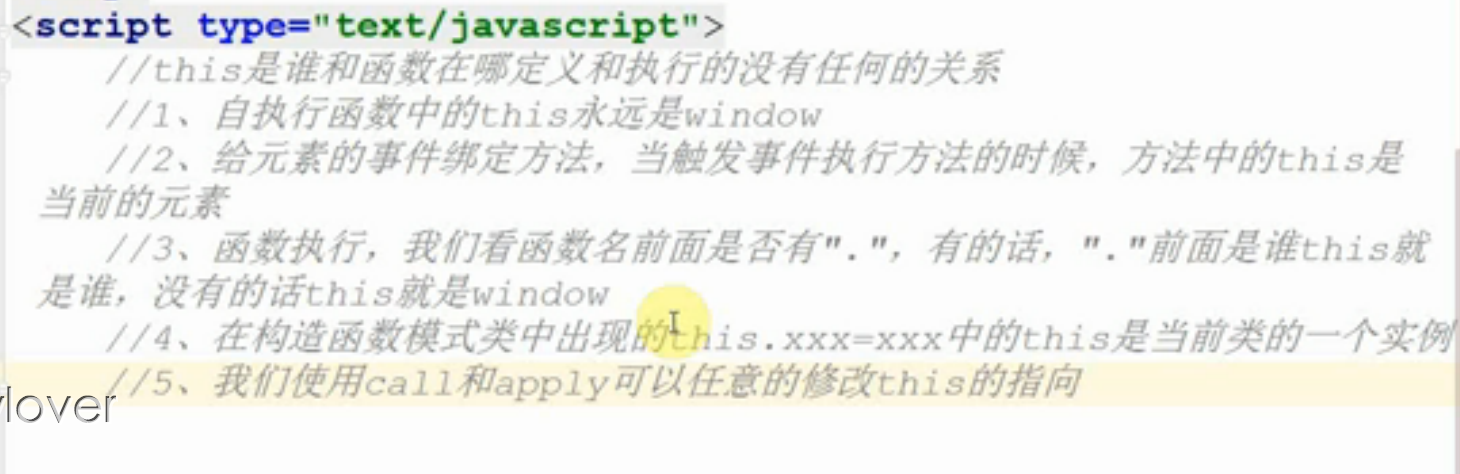 <script type="text/javascript">
//this是谁和函数在哪定义和执行的没有任何的关系
//1、自执行函数中的this永远是window
//2、给元素的事件绑定方法，当触发事件执行方法的时候，方法中的this是
当前的元素
//3、函数执行，我们看函数名前面是否有"."，有的话，"."前面是谁this就
是谁，没有的话this就是window
//4、在构造函数模式类中出现的this.xxx=xxx中的this是当前类的一个实例
//5、我们使用call和apply可以任意的修改this的指向
lover